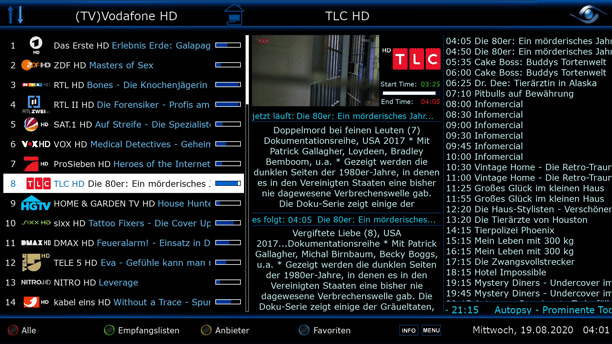 (TV)Vodafone HD
TLC HD
1 Das Erste HD Erlebnis Erde: Galapag
2 ZDF HD Masters of Sex
3 RTL HD Bones - Die Knochenjägerin
4 RTL II HD Die Forensiker - Profis am
5 SAT.1 HD Auf Streife - Die Spezialiste
6 VOX HD Medical Detectives - Geheim
7 ProSieben HD Heroes of the Internet
8 TLC HD Die 80er: Ein mörderisches .
9 HOME & GARDEN TV HD House Hunte
10 sixx HD Tattoo Fixers - Die Cover Up
11 DMAX HD Feueralarm! - Einsatz in D
12 TELE 5 HD Eva - Gefühle kann man n
13 NITRO HD Leverage
14 kabel eins HD Without a Trace - Spur
HD
TLC
Start Time: 03:25
End Time: 04:05
jetzt läuft: Die 80er: Ein mörderisches Jahr...
Doppelmord bei feinen Leuten (7)
Dokumentationsreihe, USA 2017 * Mit
Patrick Gallagher, Loydeen, Bradley
Bemboom, u.a. * Gezeigt werden die
dunklen Seiten der 1980er-Jahre, in denen
es in den Vereinigten Staaten eine bisher
nie dagewesene Verbrechenswelle gab.
Die Doku-Serie zeigt einige der
es folgt: 04:05 Die 80er: Ein mörderisches...
Vergiftete Liebe (8), USA
2017...Dokumentationsreihe * Mit Patrick
Gallagher, Michal Birnbaum, Becky Boggs,
u.a. * Gezeigt werden die dunklen Seiten
der 1980er-Jahre, in denen es in den
Vereinigten Staaten eine bisher nie
dagewesene Verbrechenswelle gab. Die
Doku-Serie zeigt einige der Gräueltaten,
04:05 Die 80er: Ein mörderisches Jahr
04:50 Die 80er: Ein mörderisches Jahr
05:35 Cake Boss: Buddys Tortenwelt
06:00 Cake Boss: Buddys Tortenwelt
06:25 Dr. Dee: Tierärztin in Alaska
07:10 Pitbulls auf Bewährung
08:00 Infomercial
08:30 Infomercial
09:00 Infomercial
09:30 Infomercial
09:45 Infomercial
10:00 Infomercial
10:30 Vintage Home - Die Retro-Traur
11:00 Vintage Home - Die Retro-Traur
11:25 Großes Glück im kleinen Haus
11:55 Großes Glück im kleinen Haus
12:20 Die Haus-Stylisten - Verschöner
13:20 Die Tierärzte von Houston
14:15 Tierpolizei Phoenix
15:15 Mein Leben mit 300 kg
16:15 Mein Leben mit 300 kg
17:15 Die Zwangsvollstrecker
18:15 Hotel Impossible
19:15 Mystery Diners - Undercover im
19:45 Mystery Diners - Undercover im
- 21:15 Autopsy - Prominente Tod
Alle
Empfangslisten
Anbieter
Favoriten
INFO
MENU
Mittwoch, 19.08.2020 04:01